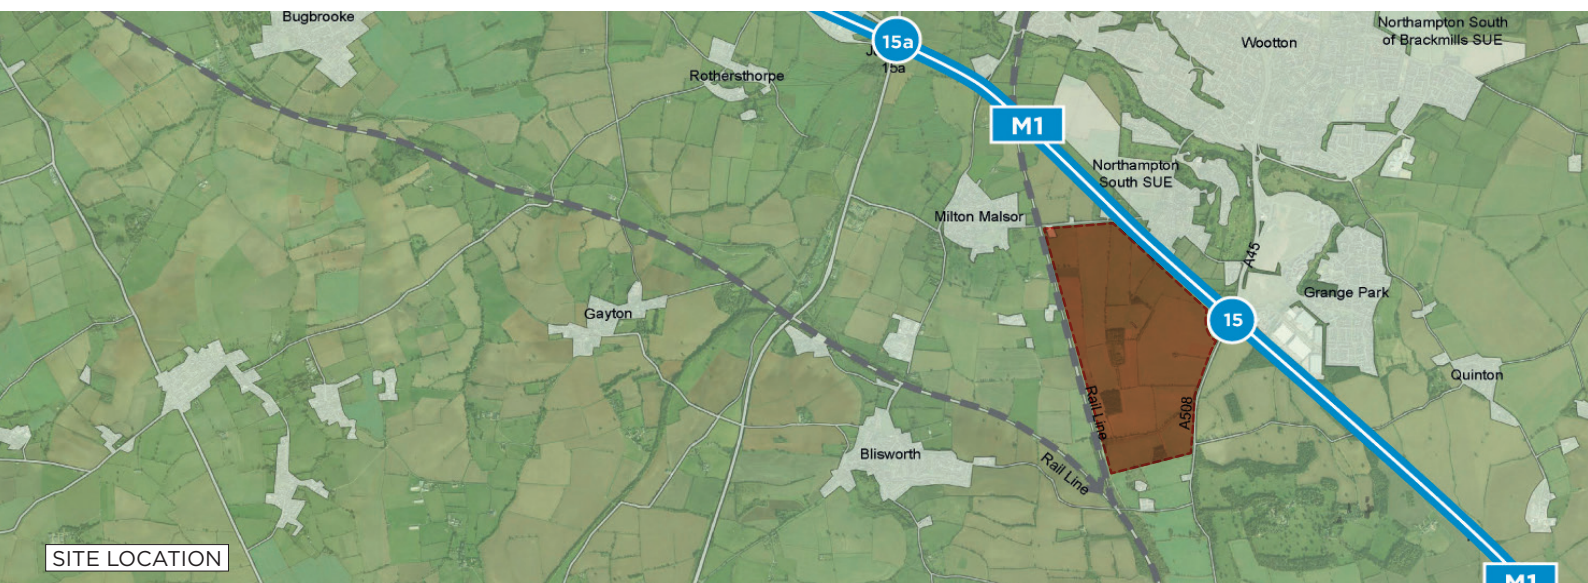 Bugbrooke
Northampton South
of Brackmills SUE
15a
Wootton
15a
Rothersthorpe
M1
Northampton
South SUE
Milton Malsor
A45
Grange Park
Gayton
15
Quinton
Rail Line
A508
Blisworth
Rail Line
SITE LOCATION
M1